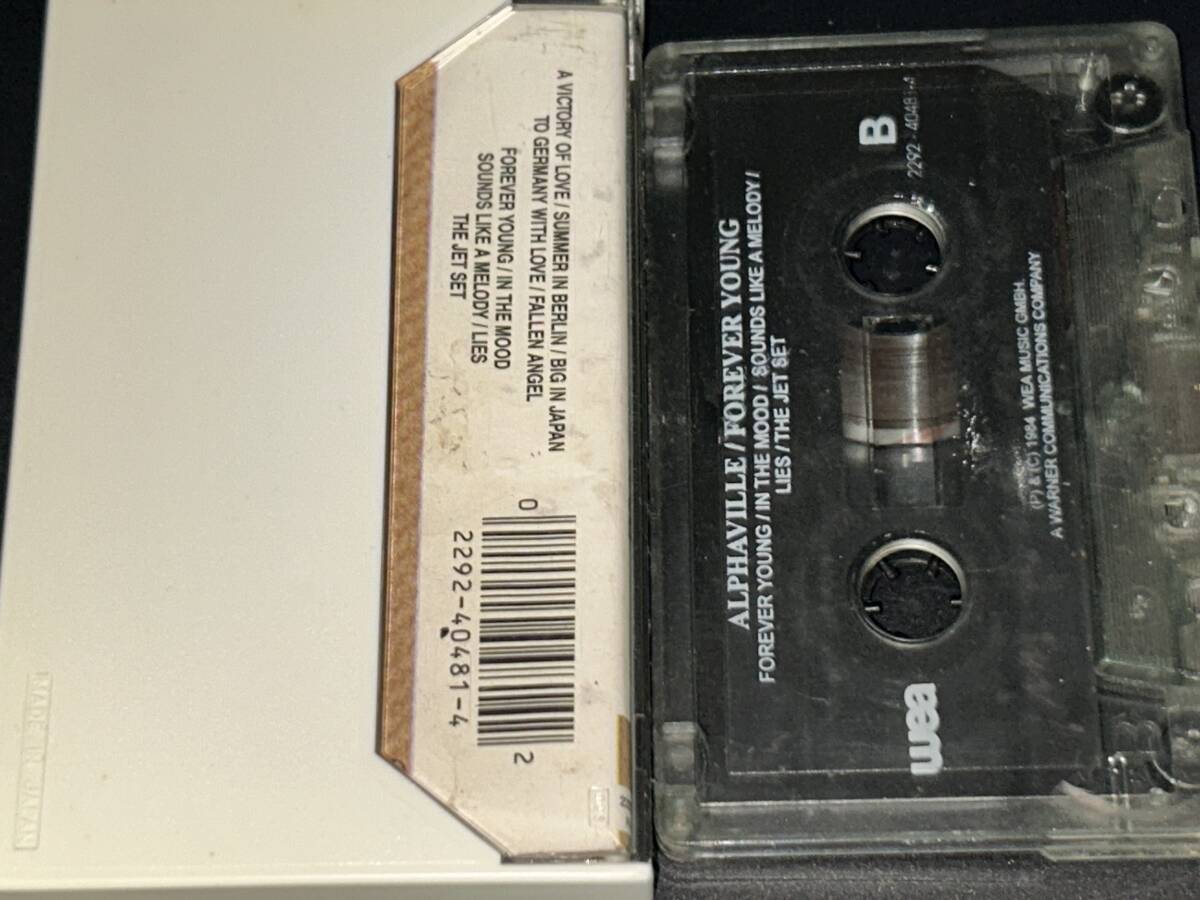 A VICTORY OF LOVE / SUMMER IN BERLIN / BIG IN JAPAN
TO GERMANY WITH LOVE / FALLEN ANGEL
FOREVER YOUNG / IN THE MOOD
SOUNDS LIKE A MELODY / LIES
THE JET SET
0
2
2292-40481-4
MADE IN JAPAN
B
2292-40481-4
ALPHAVILLE / FOREVER YOUNG
FOREVER YOUNG / IN THE MOOD / SOUNDS LIKE A MELODY /
LIES / THE JET SET
wea
(P) & (C) 1984 WEA MUSIC GMBH.
A WARNER COMMUNICATIONS COMPANY